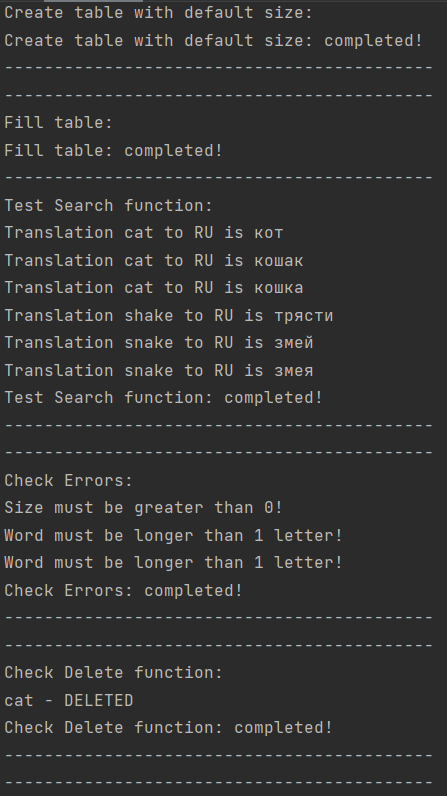 Create table with default size:
Create table with default size: completed!
-------------------------------------------
-------------------------------------------
Fill table:
Fill table: completed!
-------------------------------------------
Test Search function:
Translation cat to RU is кот
Translation cat to RU is кошак
Translation cat to RU is кошка
Translation shake to RU is трясти
Translation snake to RU is змей
Translation snake to RU is змея
Test Search function: completed!
-------------------------------------------
-------------------------------------------
Check Errors:
Size must be greater than 0!
Word must be longer than 1 letter!
Word must be longer than 1 letter!
Check Errors: completed!
-------------------------------------------
-------------------------------------------
Check Delete function:
cat - DELETED
Check Delete function: completed!
-------------------------------------------
-------------------------------------------